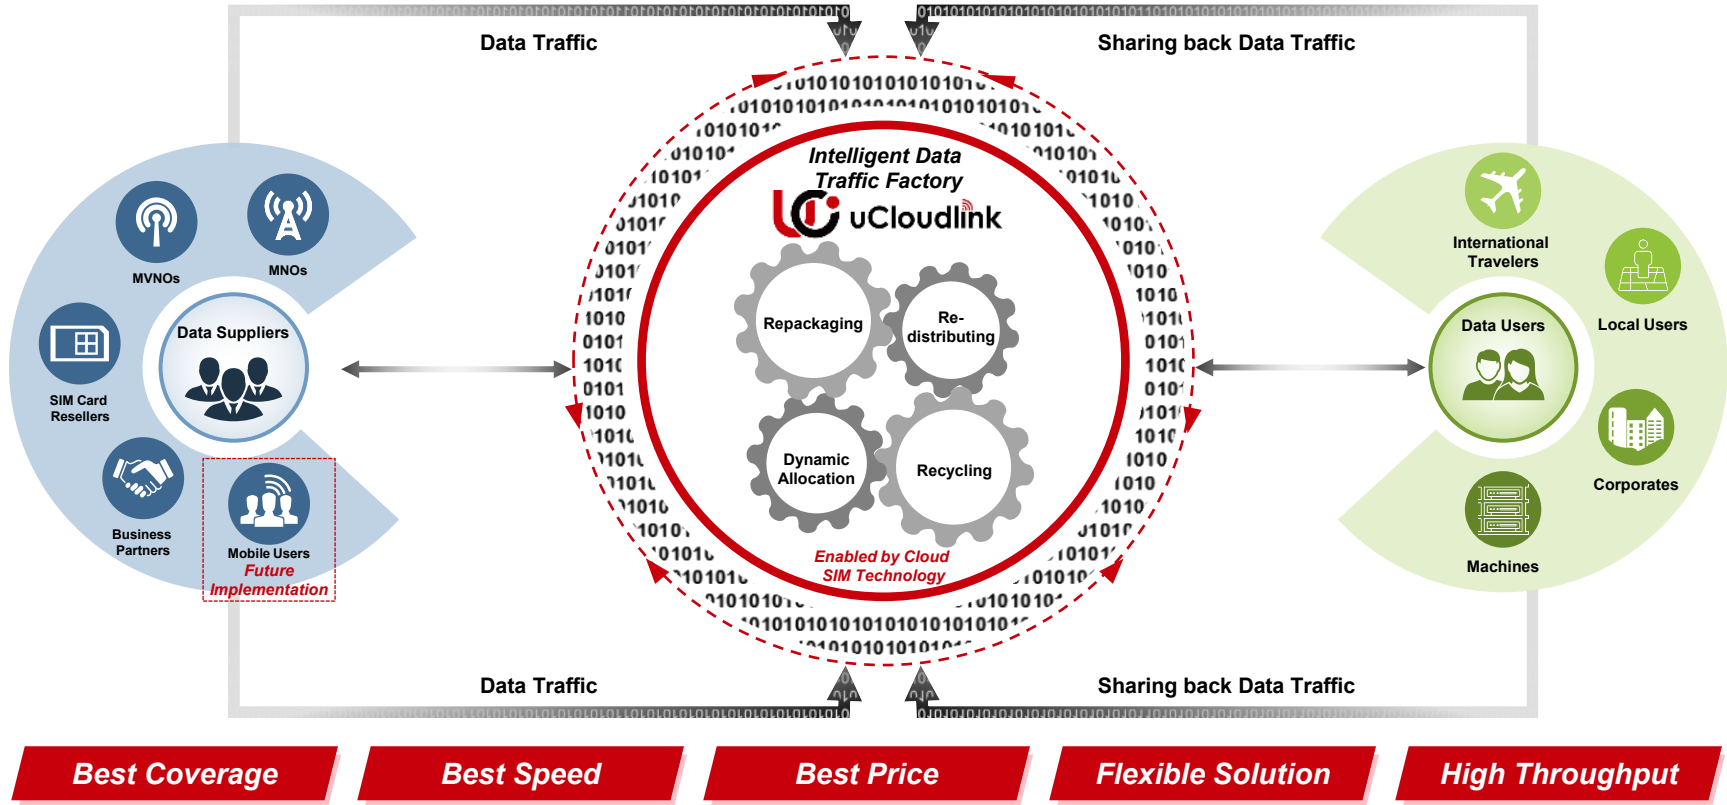 Data Traffic
Sharing back Data Traffic
Intelligent Data
Traffic Factory
uCloudlink
MVNOs
MNOs
Data Suppliers
SIM Card
Resellers
Business
Partners
Mobile Users
Future
Implementation
Repackaging
Re-
distributing
Dynamic
Allocation
Recycling
Enabled by Cloud
SIM Technology
International
Travelers
Local Users
Data Users
Corporates
Machines
Data Traffic
Sharing back Data Traffic
Best Coverage
Best Speed
Best Price
Flexible Solution
High Throughput